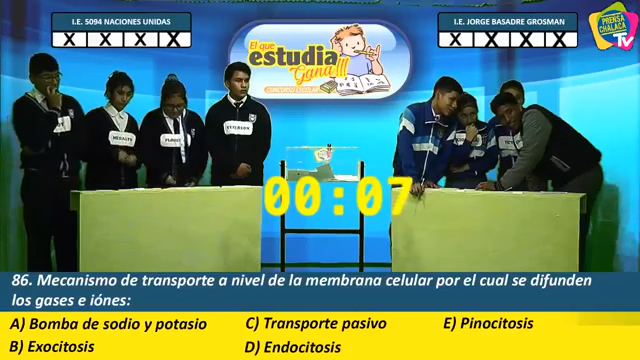 I.E. 5094 NACIONES UNIDAS
X X X X X
I.E. JORGE BASADRE GROSMAN
X X X X X
PRENSA
CHALACA
TV
El que
estudia
Gana!!!
CONCURSO ESCOLAR
00:07
86. Mecanismo de transporte a nivel de la membrana celular por el cual se difunden
los gases e iónes:
A) Bomba de sodio y potasio
C) Transporte pasivo
E) Pinocitosis
B) Exocitosis
D) Endocitosis